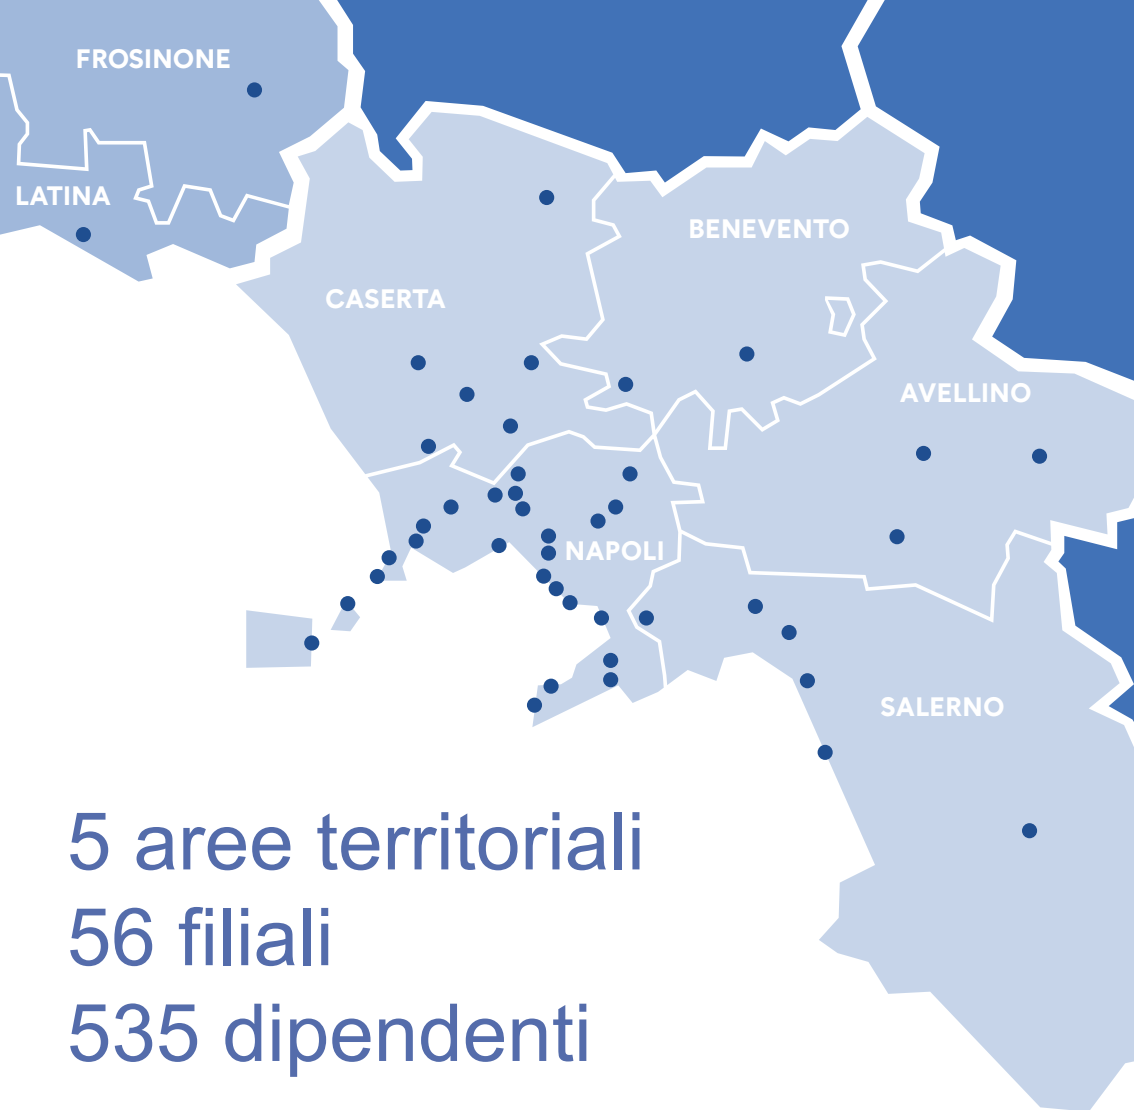 FROSINONE
LATINA
BENEVENTO
CASERTA
AVELLINO
NAPOLI
SALERNO
5 aree territoriali
56 filiali
535 dipendenti